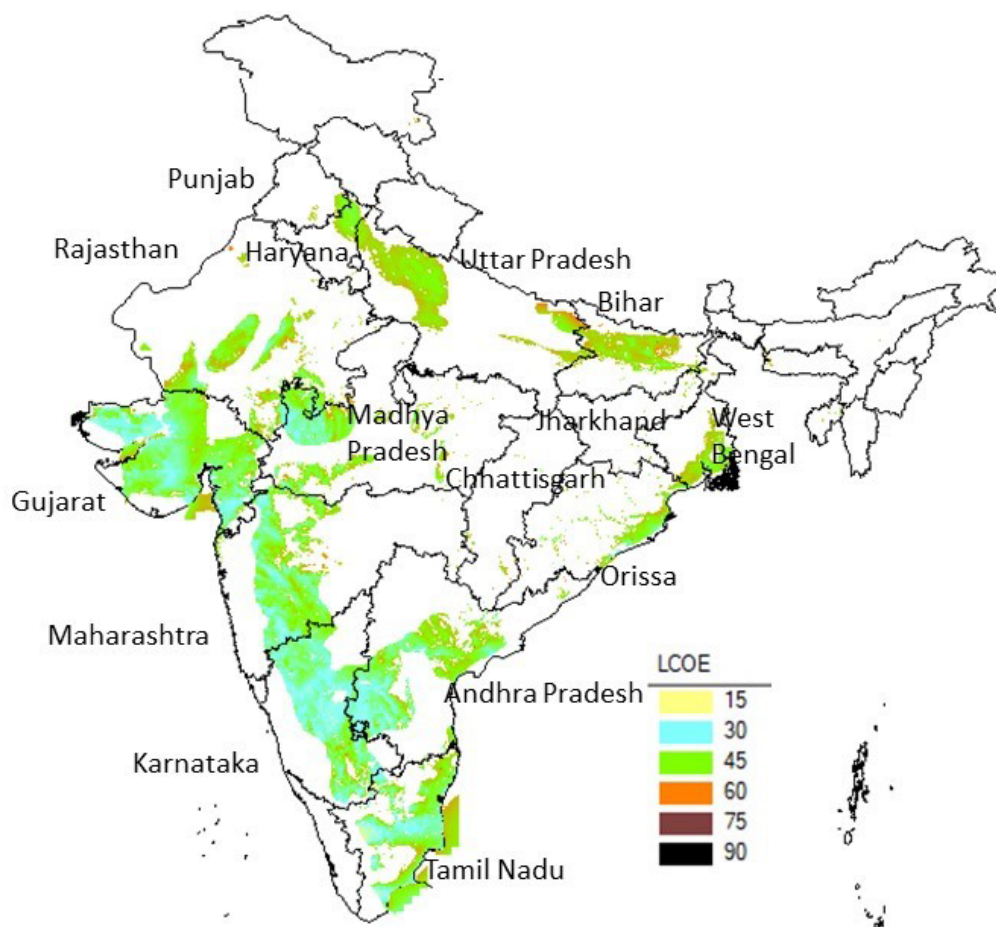 Punjab
Rajasthan
Haryana
Uttar Pradesh
Bihar
Madhya
Pradesh
Jharkhand
West
Bengal
Chhattisgarh
Gujarat
Orissa
Maharashtra
Andhra Pradesh
Karnataka
Tamil Nadu
LCOE
15
30
45
60
75
90